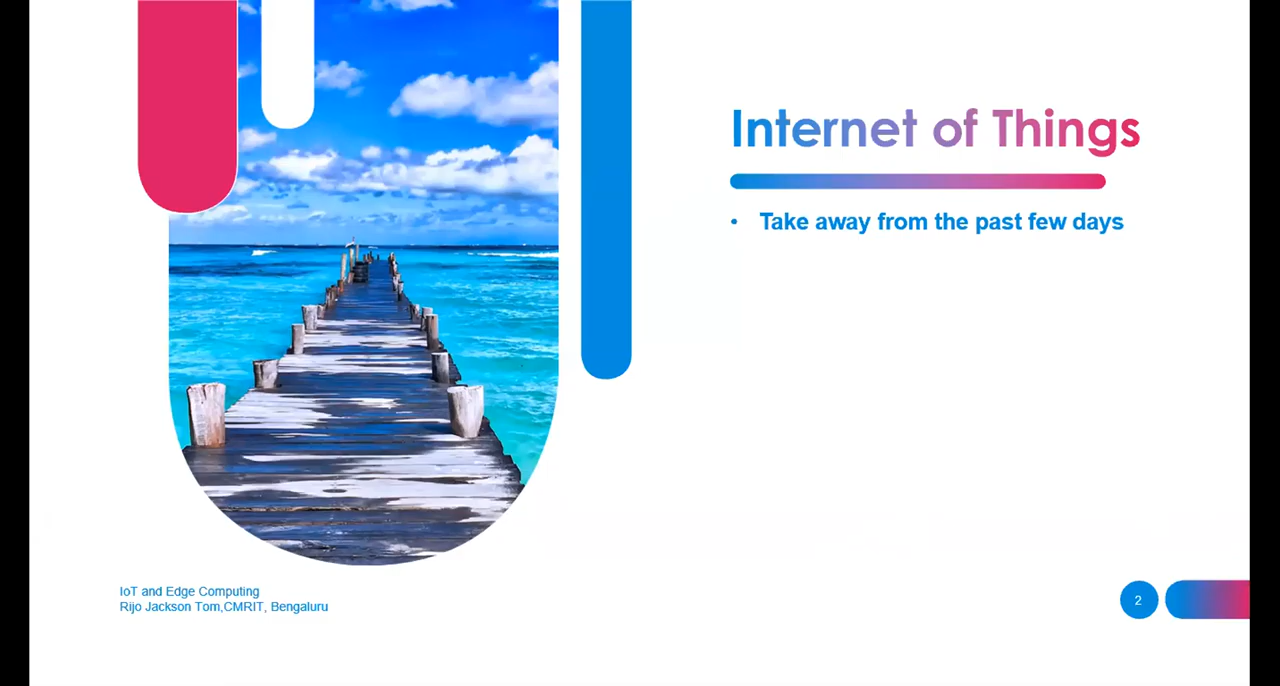 Internet of Things
• Take away from the past few days
IoT and Edge Computing
Rijo Jackson Tom,CMRIT, Bengaluru
2